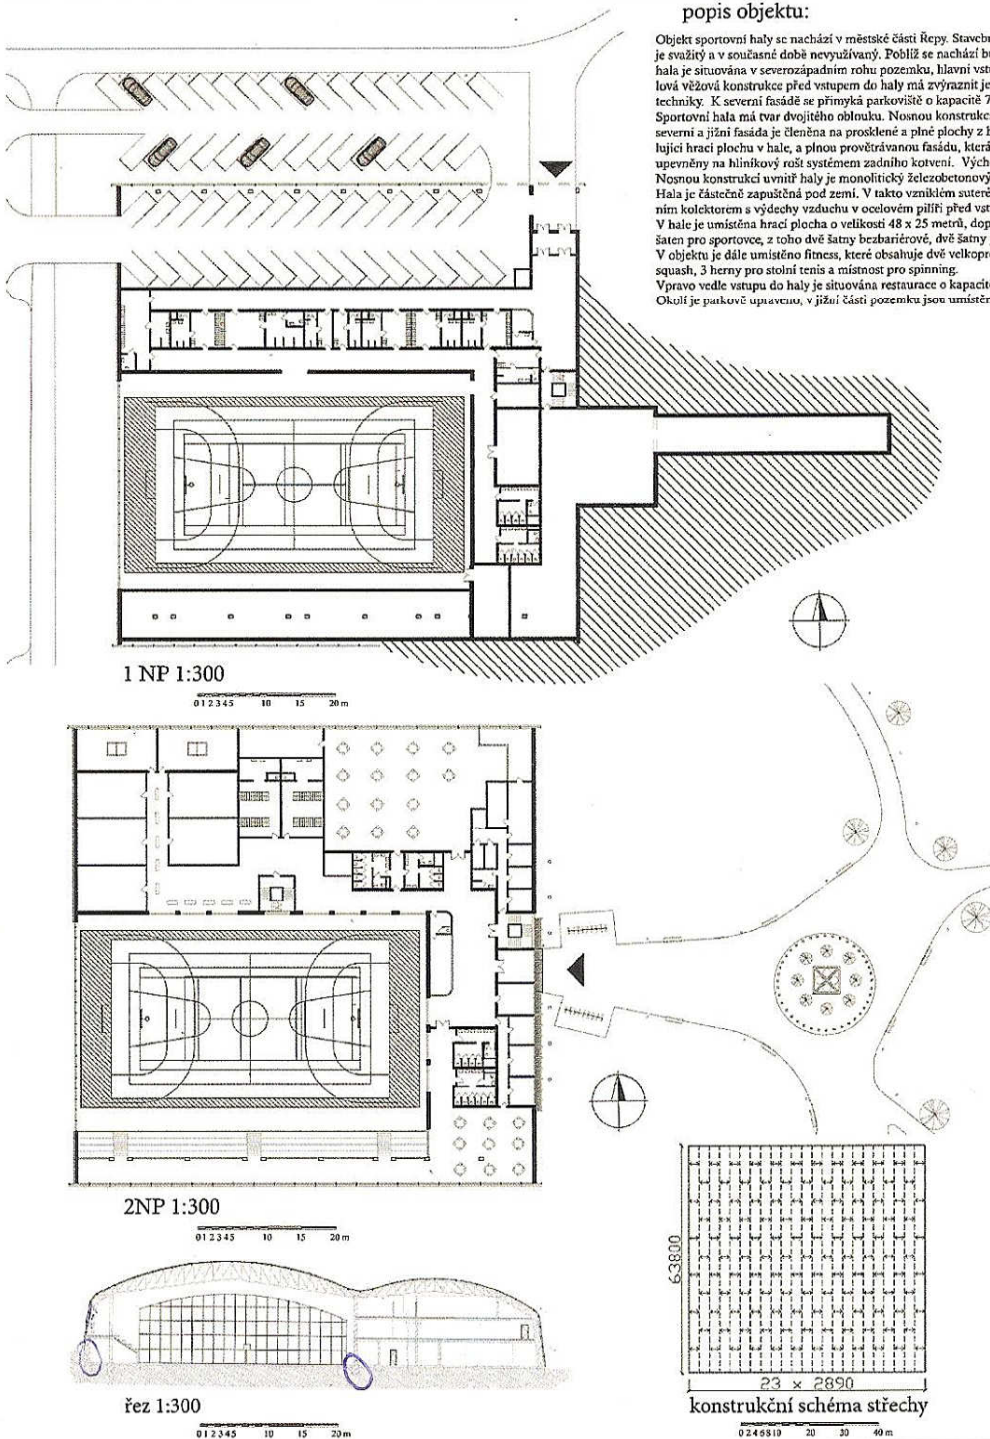 popis objektu:
Objekt sportovní haly se nachází v městské části Řepy. Stavebn
je svažitý a v současné době nevyužívaný. Poblíž se nachází b
hala je situována v severozápadním rohu pozemku, hlavní vst
lová věžová konstrukce před vstupem do haly má zvýraznit je
techniky. K severní fasádě se přimyká parkoviště o kapacitě 7
Sportovní hala má tvar dvojitého oblouku. Nosnou konstrukc
severní a jižní fasáda je členěna na prosklené a plné plochy z
lující hrací plochu v hale, a plnou provětrávanou fasádu, která
upevněny na hliníkový rošt systémem zadního kotvení. Vých
Nosnou konstrukcí uvnitř haly je monolitický železobetonový
Hala je částečně zapuštěná pod zemí. V takto vzniklém suteré
ním kolektorem s výdechy vzduchu v ocelovém pilíři před vst
V hale je umístěna hrací plocha o velikosti 48 x 25 metrů, dop
šaten pro sportovce, z toho dvě šatny bezbariérové, dvě šatny
V objektu je dále umístěno fitness, které obsahuje dvě velkopr
squash, 3 herny pro stolní tenis a místnost pro spinning.
Vpravo vedle vstupu do haly je situována restaurace o kapacit
Okolí je parkově upraveno, v jižní části pozemku jsou umístěn
1 NP 1:300
0 1 2 3 4 5 10 15 20 m
2NP 1:300
0 1 2 3 4 5 10 15 20 m
63800
23 x 2890
řez 1:300
konstrukční schéma střechy
0 1 2 3 4 5 10 15 20 m
0 2 4 6 8 10 20 30 40 m